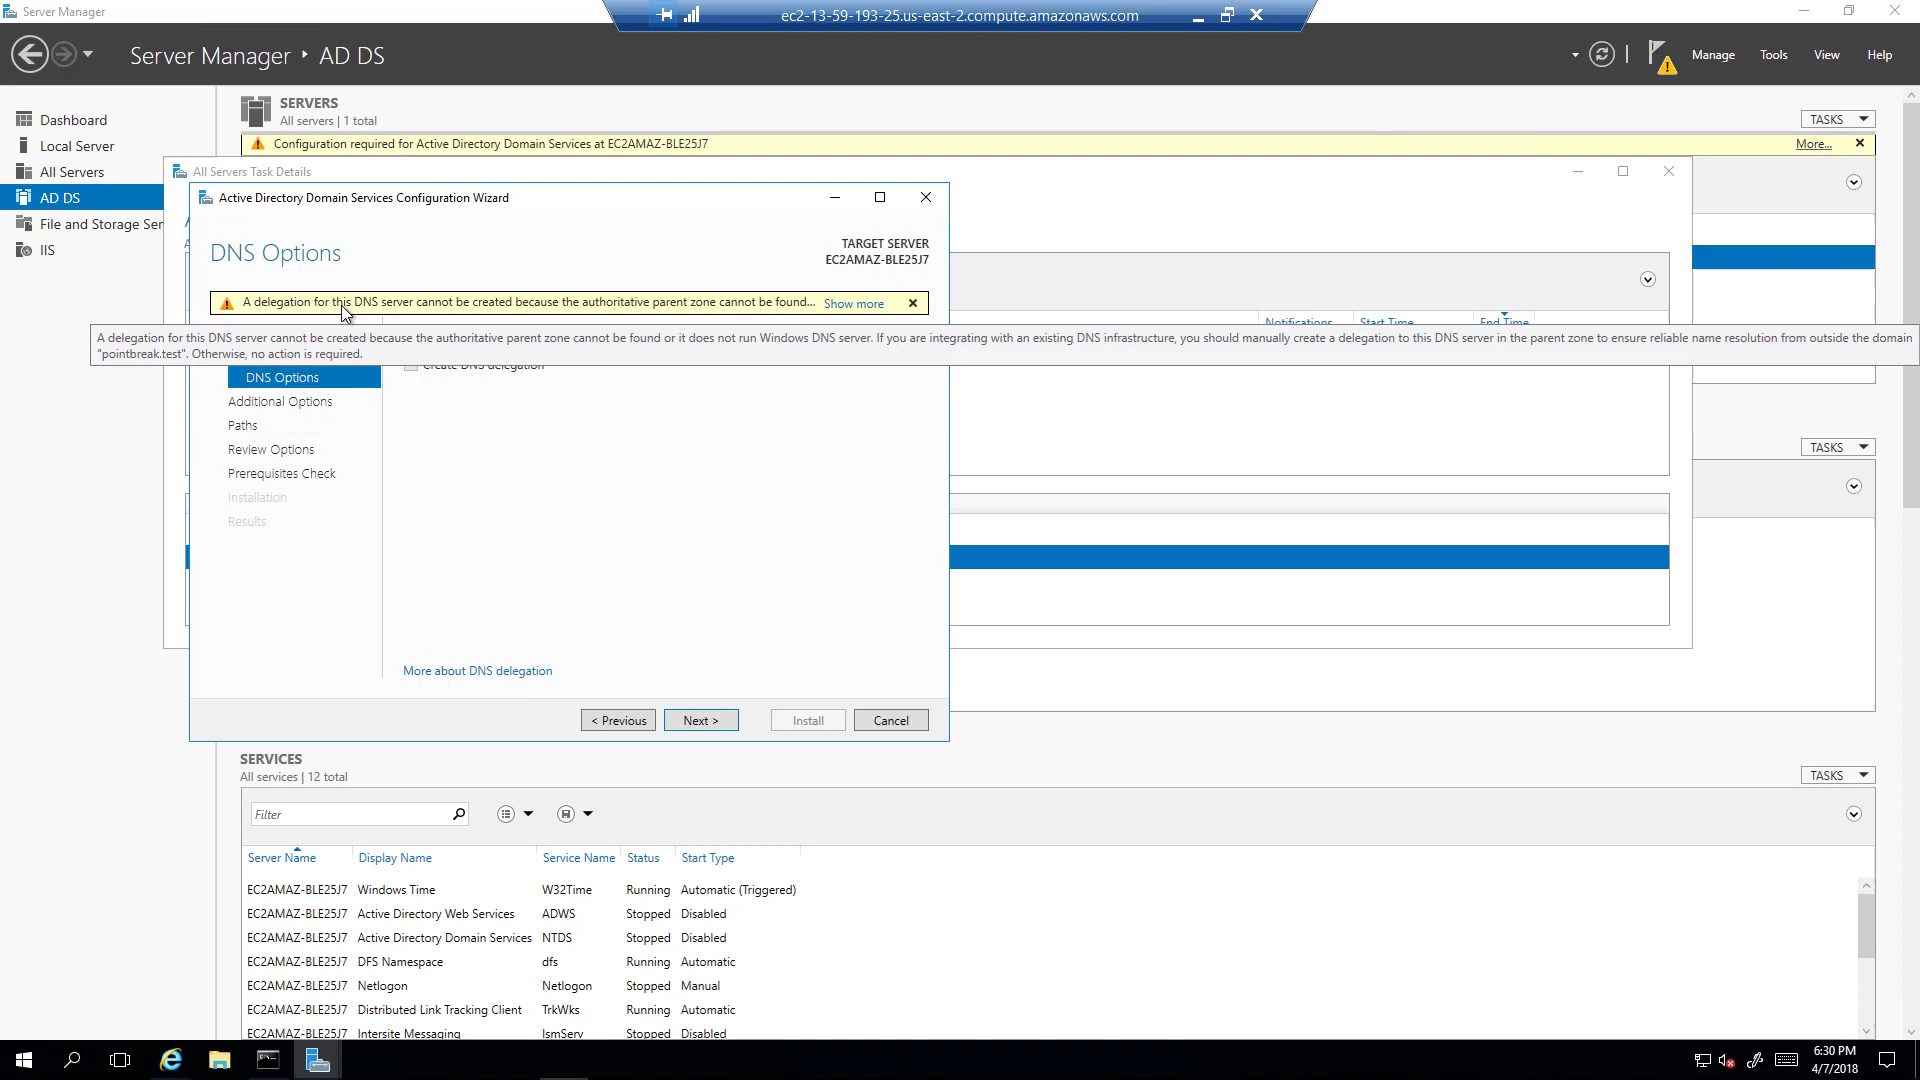 Server Manager
ec2-13-59-193-25.us-east-2.compute.amazonaws.com
Server Manager ‣ AD DS
Manage Tools View Help
Dashboard
Local Server
All Servers
AD DS
File and Storage Ser
IIS
SERVERS
All servers | 1 total
TASKS
Configuration required for Active Directory Domain Services at EC2AMAZ-BLE25J7
More...
All Servers Task Details
Active Directory Domain Services Configuration Wizard
DNS Options
TARGET SERVER
EC2AMAZ-BLE25J7
A delegation for this DNS server cannot be created because the authoritative parent zone cannot be found... Show more
Notifications Start Time End Time
A delegation for this DNS server cannot be created because the authoritative parent zone cannot be found or it does not run Windows DNS server. If you are integrating with an existing DNS infrastructure, you should manually create a delegation to this DNS server in the parent zone to ensure reliable name resolution from outside the domain
"pointbreak.test". Otherwise, no action is required.
Create DNS delegation
DNS Options
Additional Options
Paths
Review Options
Prerequisites Check
Installation
Results
More about DNS delegation
< Previous Next > Install Cancel
TASKS
SERVICES
All services | 12 total
TASKS
Filter
Server Name Display Name Service Name Status Start Type
EC2AMAZ-BLE25J7 Windows Time W32Time Running Automatic (Triggered)
EC2AMAZ-BLE25J7 Active Directory Web Services ADWS Stopped Disabled
EC2AMAZ-BLE25J7 Active Directory Domain Services NTDS Stopped Disabled
EC2AMAZ-BLE25J7 DFS Namespace dfs Running Automatic
EC2AMAZ-BLE25J7 Netlogon Netlogon Stopped Manual
EC2AMAZ-BLE25J7 Distributed Link Tracking Client TrkWks Running Automatic
EC2AMAZ-BLE25J7 Intersite Messaging IsmServ Stopped Disabled
6:30 PM
4/7/2018